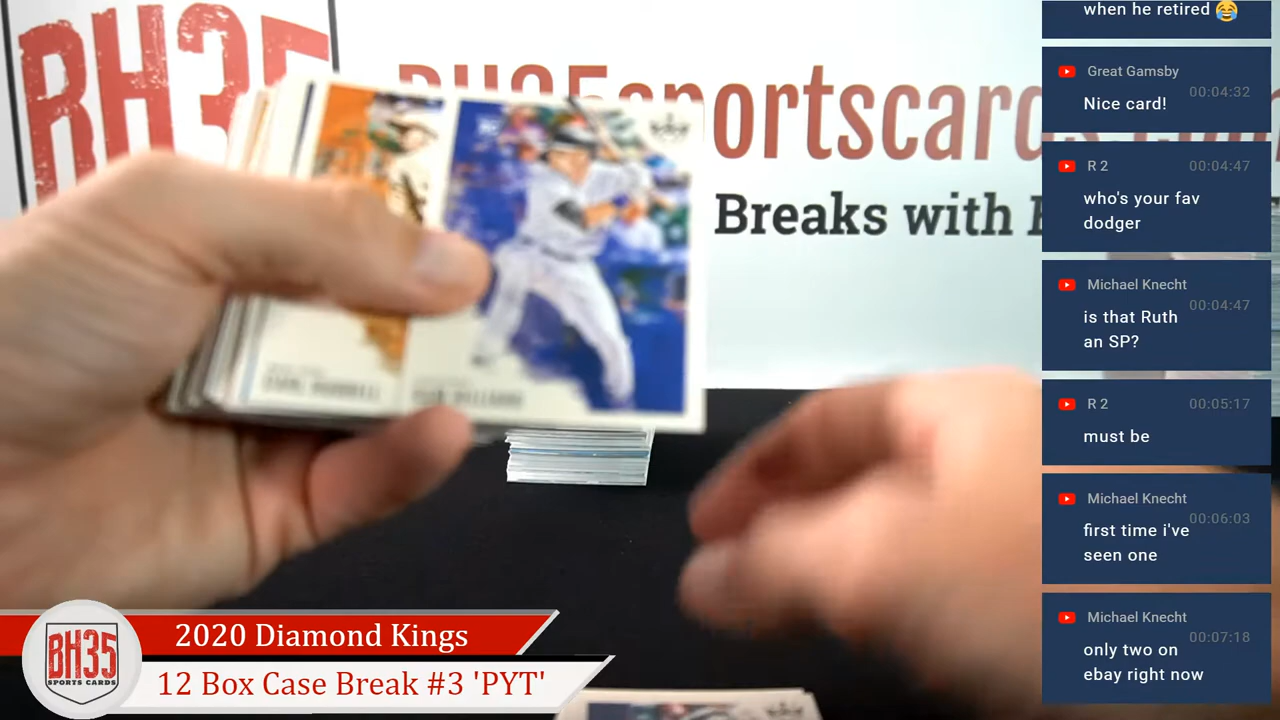 BH35
BH35sportscards.com
Breaks with
when he retired 😂
Great Gamsby
00:04:32
Nice card!
R 2
00:04:47
who's your fav
dodger
Michael Knecht
00:04:47
is that Ruth
an SP?
R 2
00:05:17
must be
Michael Knecht
00:06:03
first time i've
seen one
Michael Knecht
00:07:18
only two on
ebay right now
BH35
SPORTS CARDS
2020 Diamond Kings
12 Box Case Break #3 'PYT'